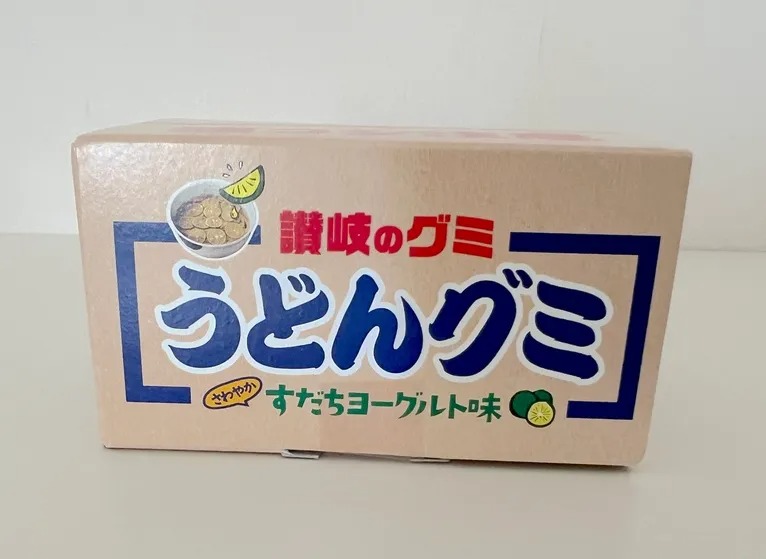 讃岐のグミ
うどんグミ
さわやか
すだちヨーグルト味